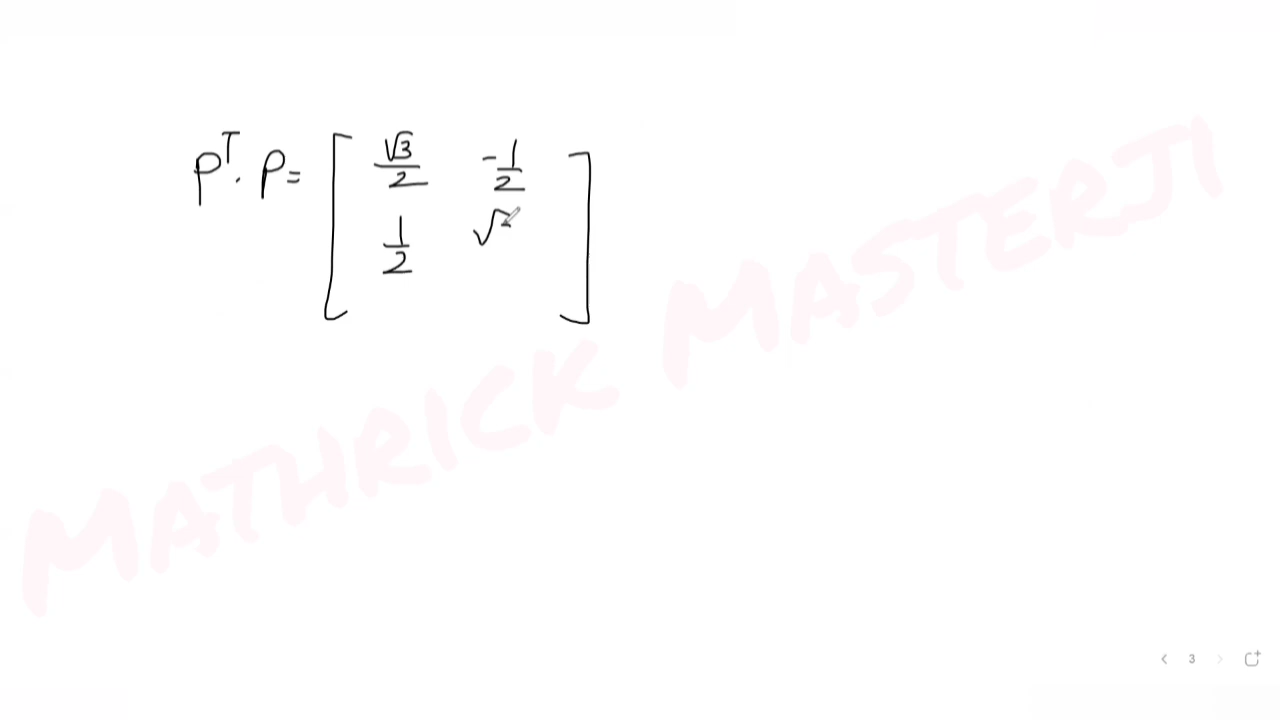 Pᵀ. P = [ √3/2 -1/2
1/2 √ ]
MATHRICK MASTERJI
3